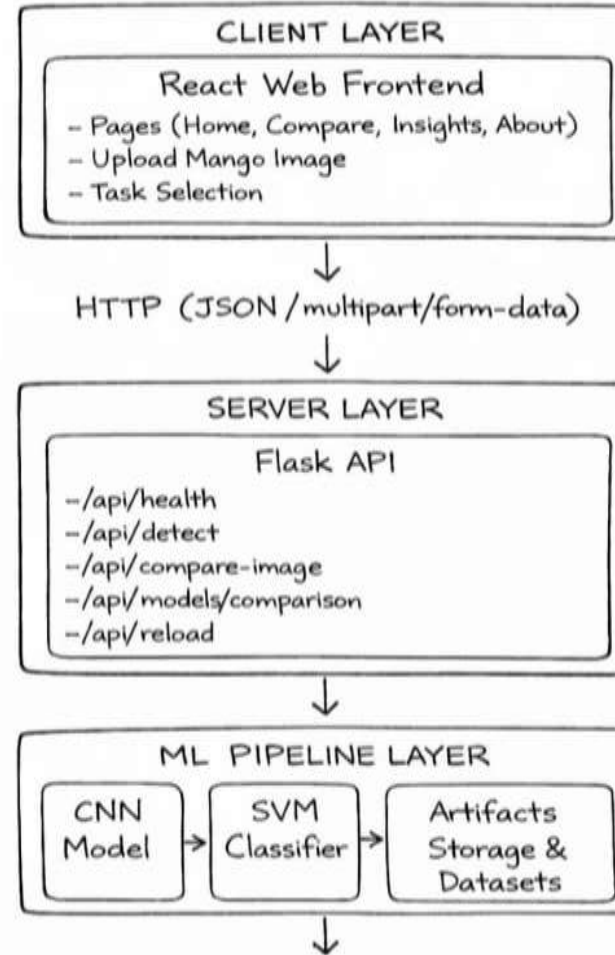 CLIENT LAYER
React Web Frontend
- Pages (Home, Compare, Insights, About)
- Upload Mango Image
- Task Selection
HTTP (JSON/multipart/form-data)
SERVER LAYER
Flask API
-/api/health
-/api/detect
-/api/compare-image
-/api/models/comparison
-/api/reload
ML PIPELINE LAYER
CNN
Model
SVM
Classifier
Artifacts
Storage &
Datasets